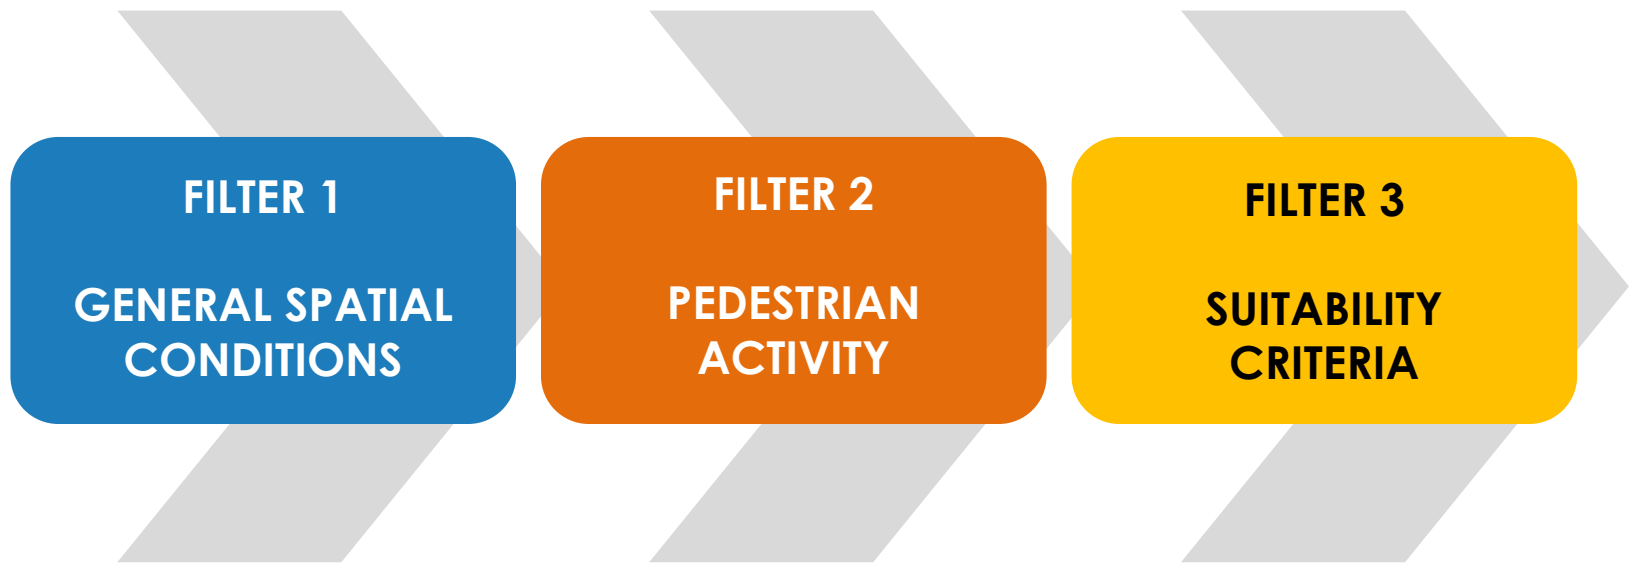 FILTER 1
GENERAL SPATIAL
CONDITIONS
FILTER 2
PEDESTRIAN
ACTIVITY
FILTER 3
SUITABILITY
CRITERIA